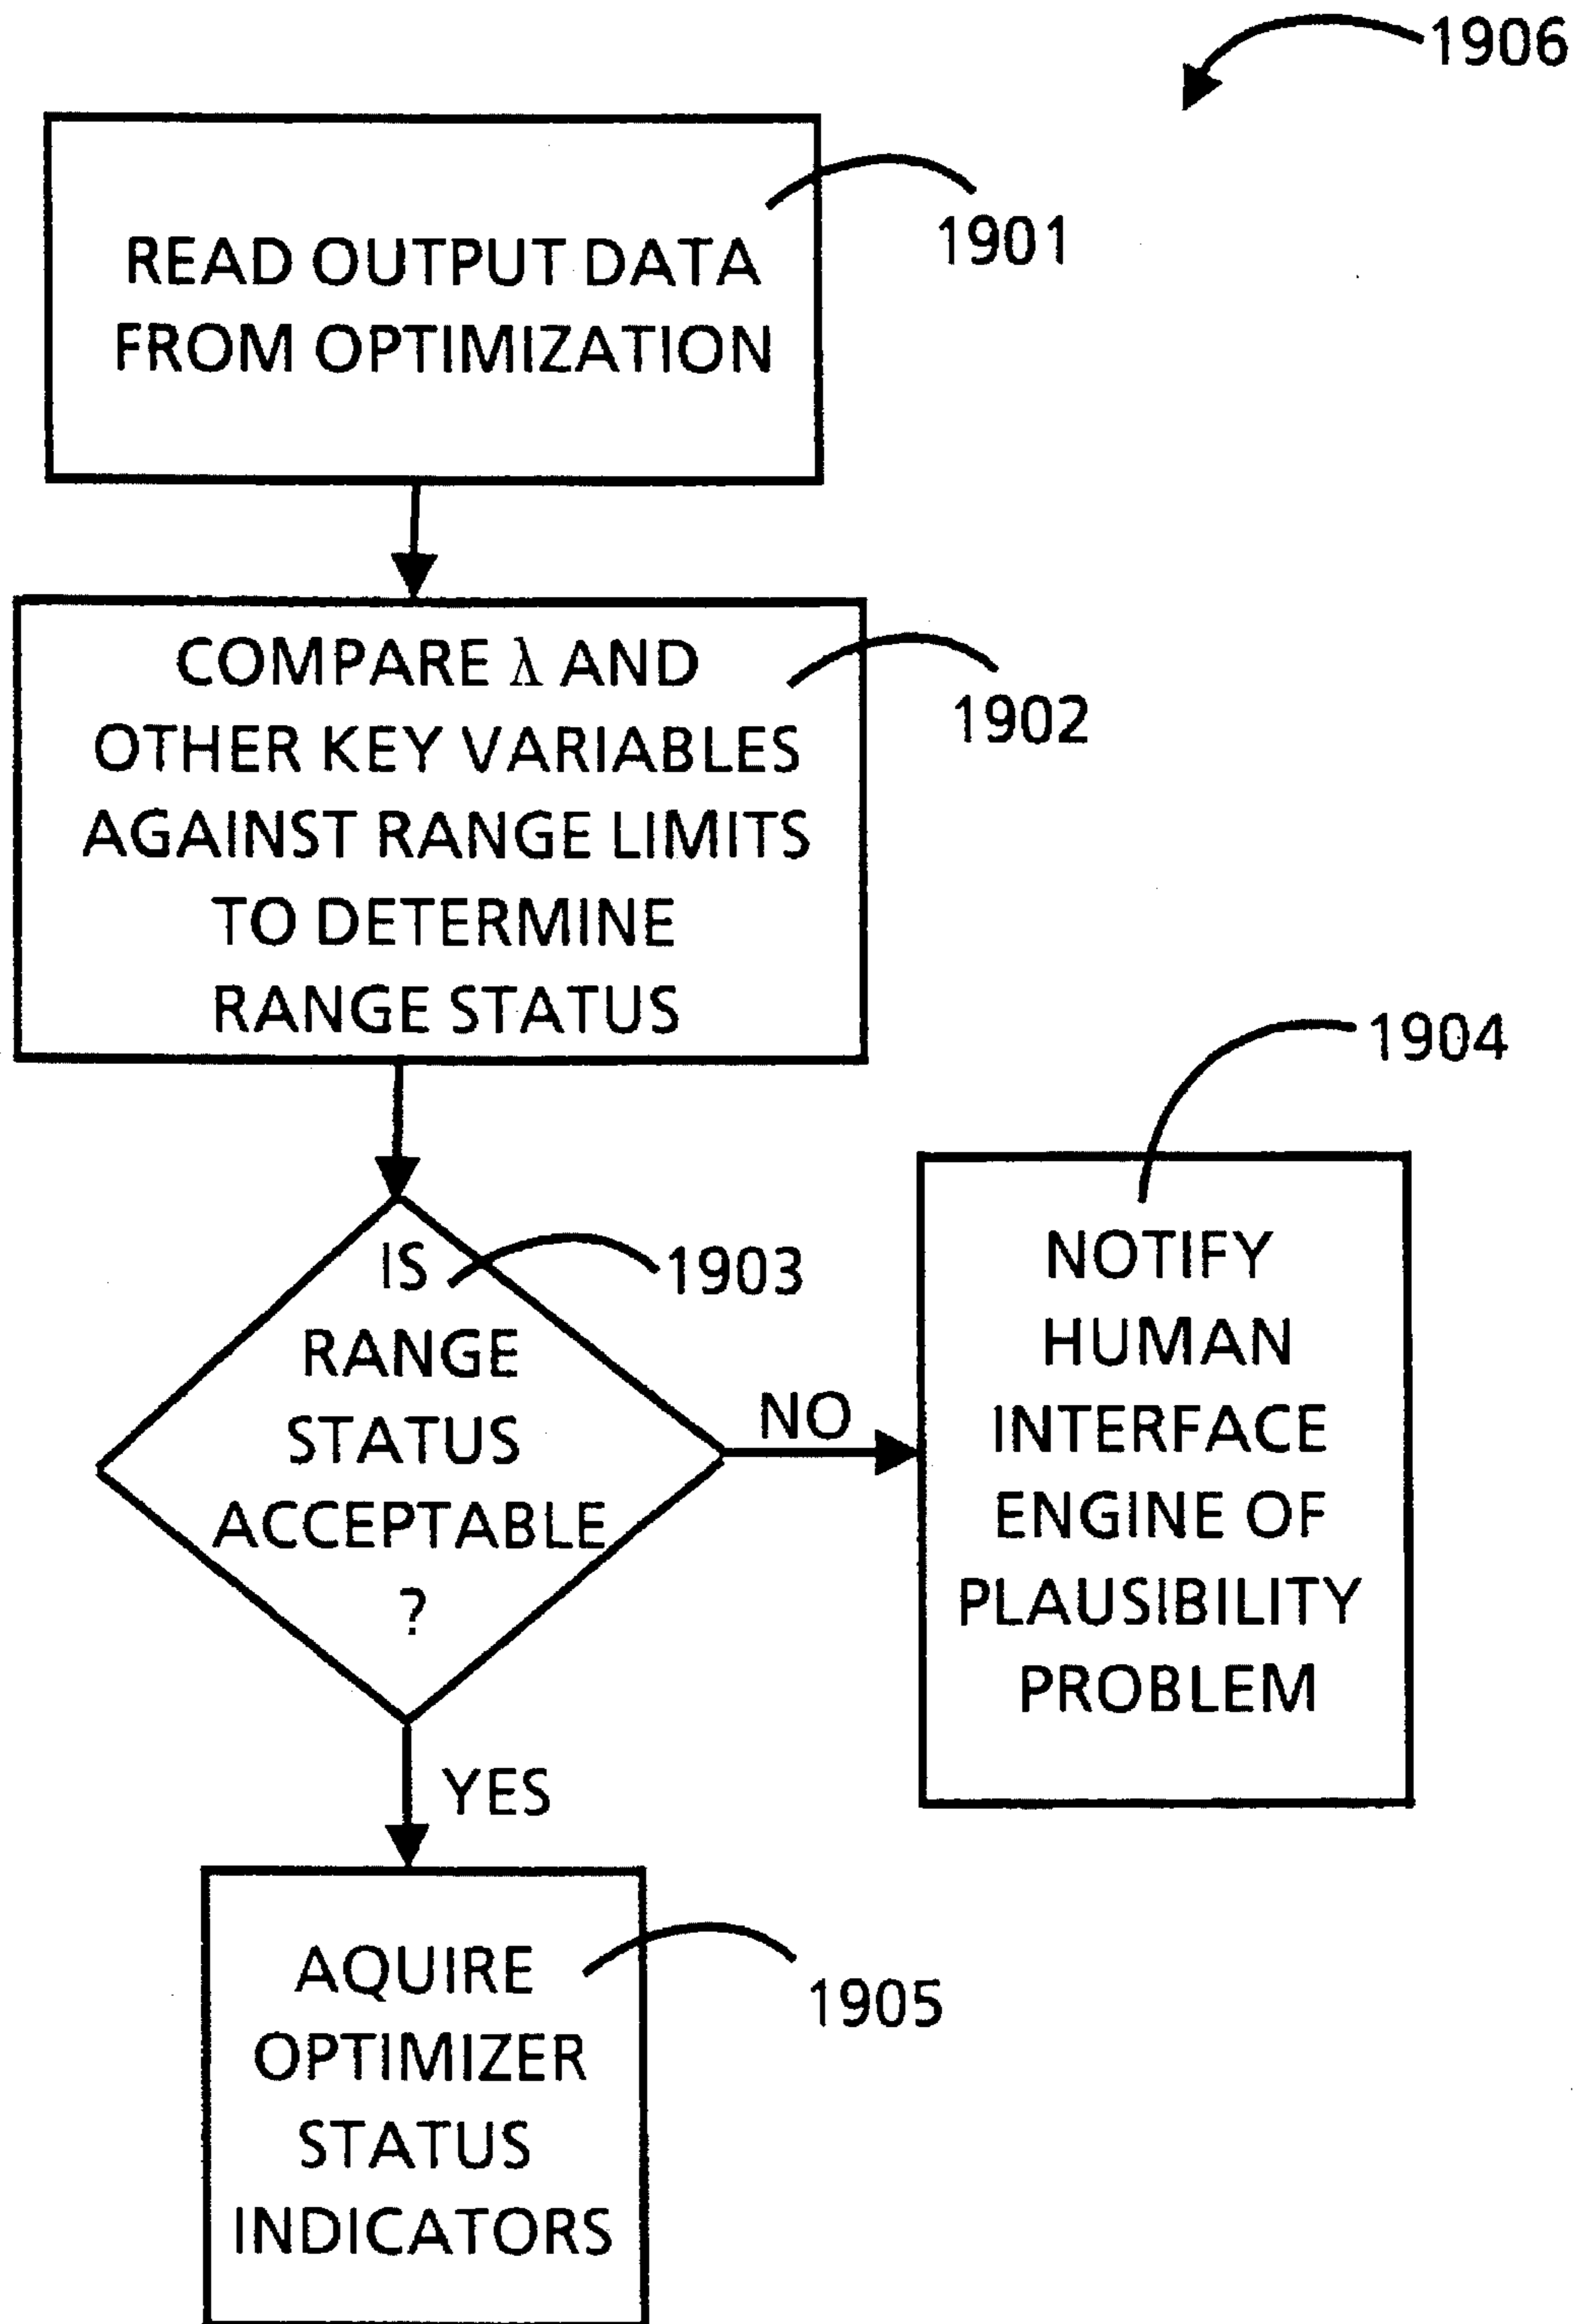 1906
READ OUTPUT DATA
FROM OPTIMIZATION
1901
COMPARE λ AND
OTHER KEY VARIABLES
AGAINST RANGE LIMITS
TO DETERMINE
RANGE STATUS
1902
IS
RANGE
STATUS
ACCEPTABLE
?
1903
NO
1904
NOTIFY
HUMAN
INTERFACE
ENGINE OF
PLAUSIBILITY
PROBLEM
YES
AQUIRE
OPTIMIZER
STATUS
INDICATORS
1905